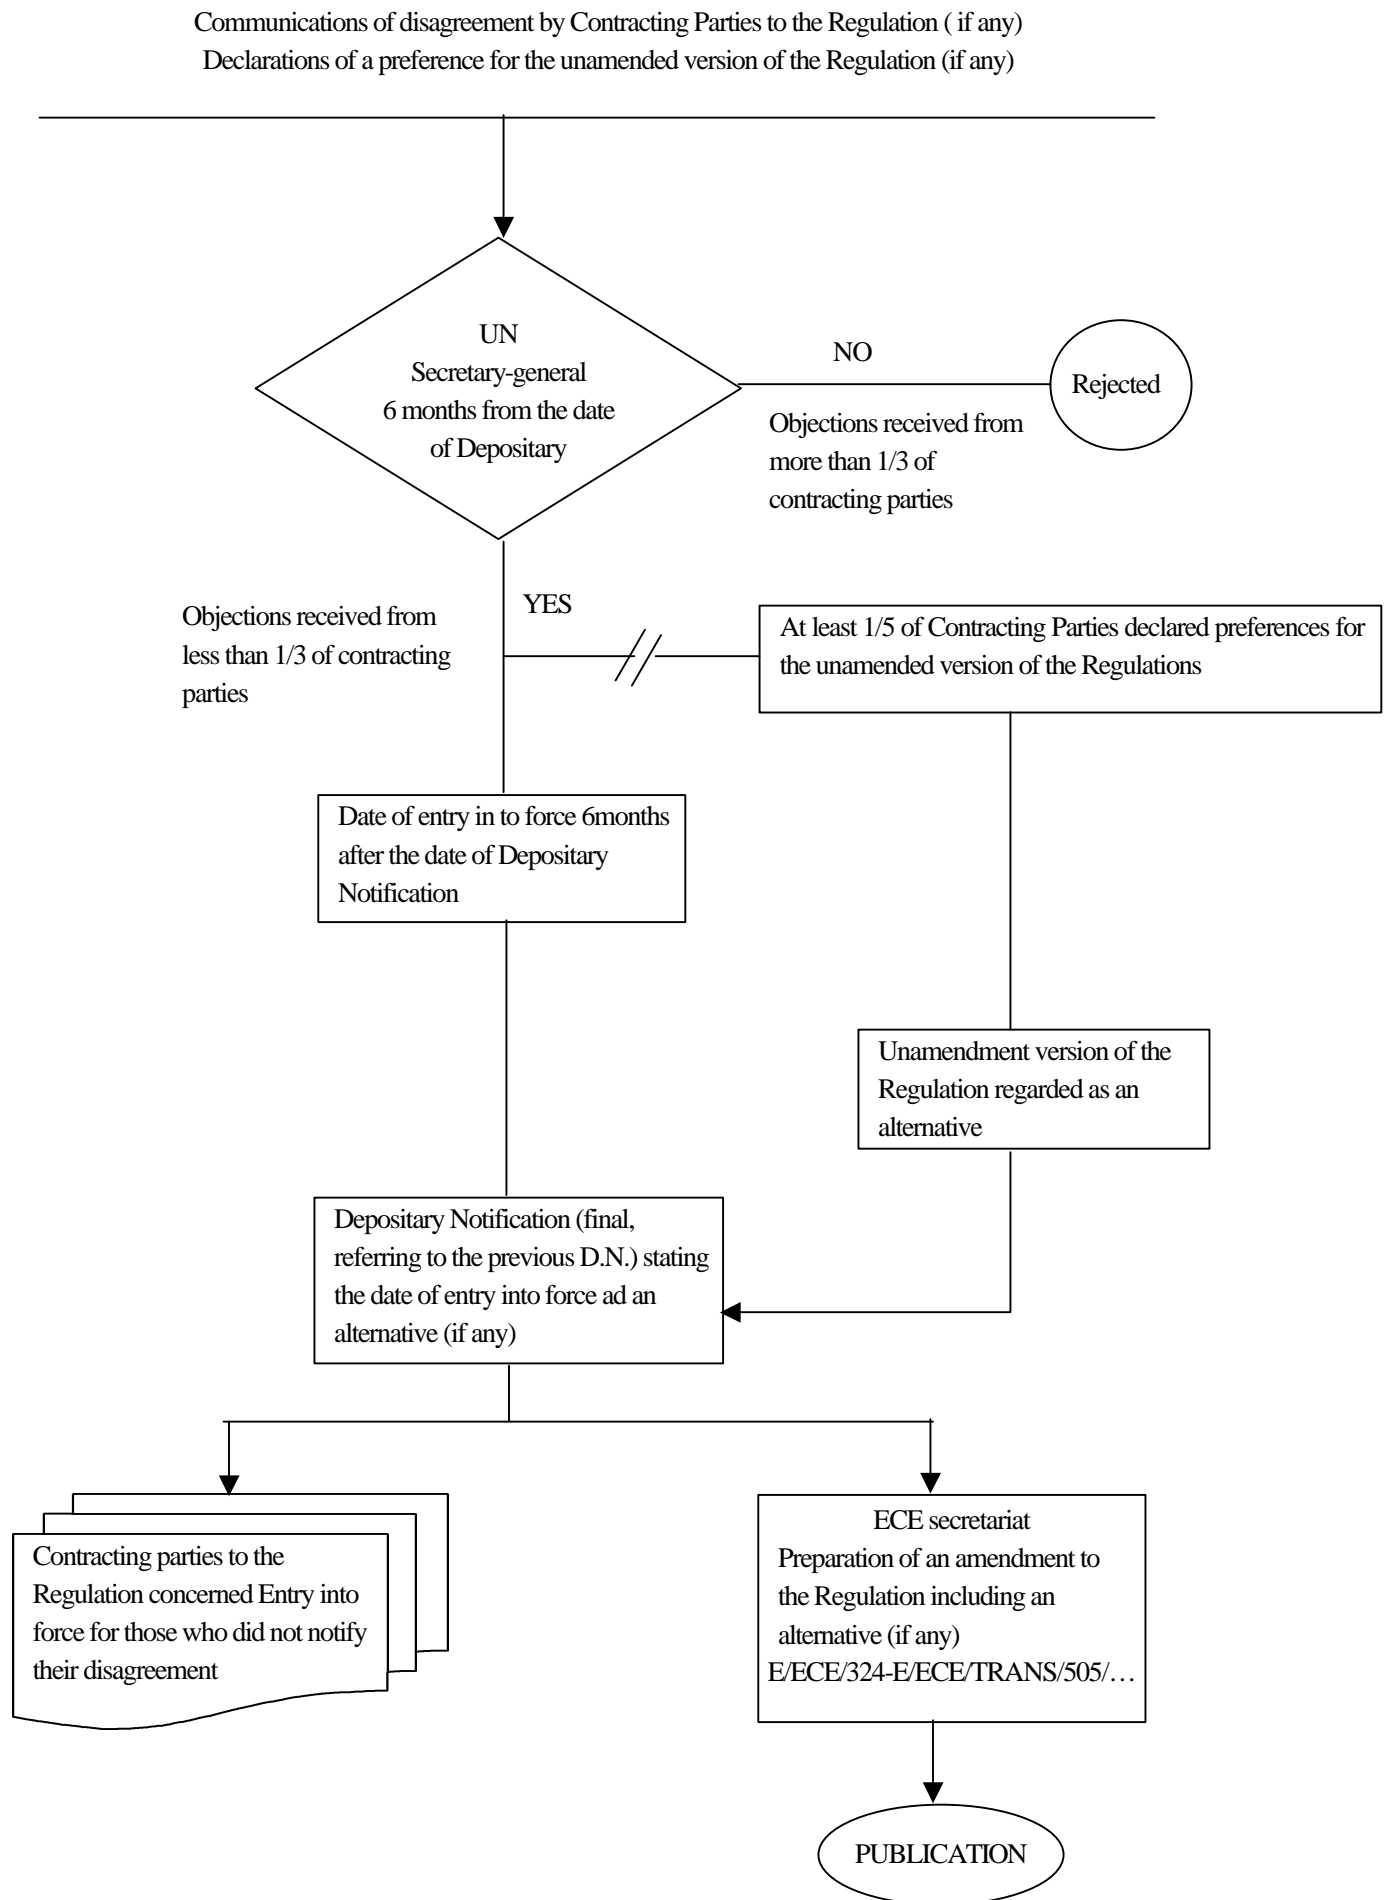 Communications of disagreement by Contracting Parties to the Regulation ( if any)
Declarations of a preference for the unamended version of the Regulation (if any)
UN
Secretary-general
6 months from the date
of Depositary
NO
Rejected
Objections received from
more than 1/3 of
contracting parties
YES
Objections received from
less than 1/3 of contracting
parties
At least 1/5 of Contracting Parties declared preferences for
the unamended version of the Regulations
Date of entry in to force 6months
after the date of Depositary
Notification
Unamendment version of the
Regulation regarded as an
alternative
Depositary Notification (final,
referring to the previous D.N.) stating
the date of entry into force ad an
alternative (if any)
Contracting parties to the
Regulation concerned Entry into
force for those who did not notify
their disagreement
ECE secretariat
Preparation of an amendment to
the Regulation including an
alternative (if any)
E/ECE/324-E/ECE/TRANS/505/…
PUBLICATION